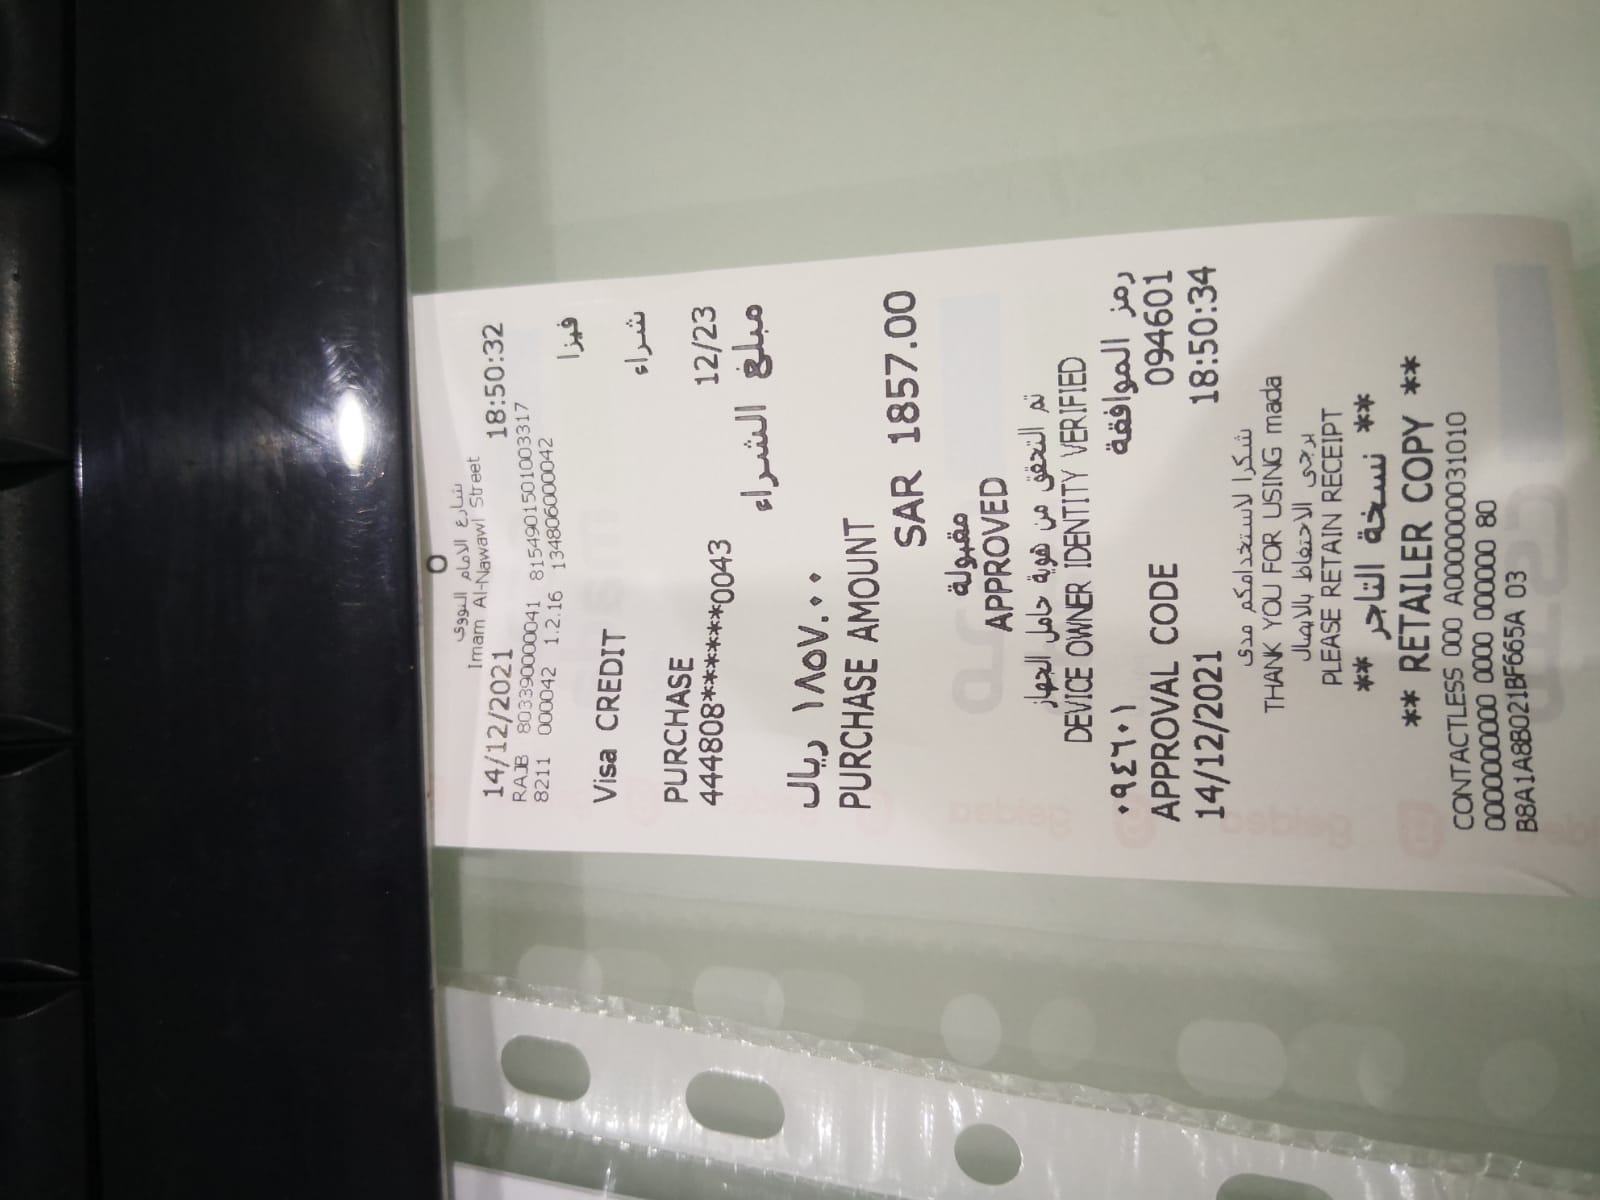 شارع الامام النووي
Imam Al-Nawawi Street
14/12/2021 18:50:32
RAJB 803390000041 8154901501003317
8211 000042 1.2.16 134806000042
فيزا
Visa CREDIT
شراء
PURCHASE
444808******0043 12/23
مبلغ الشراء
١٨٥٧.٠٠ ريال
PURCHASE AMOUNT
SAR 1857.00
مقبولة
APPROVED
تم التحقق من هوية حامل الجهاز
DEVICE OWNER IDENTITY VERIFIED
رمز الموافقة
٠٩٤٦٠١
APPROVAL CODE 094601
14/12/2021 18:50:34
شكرا لاستخدامكم مدى
THANK YOU FOR USING mada
يرجى الاحتفاظ بالايصال
PLEASE RETAIN RECEIPT
** نسخة التاجر **
** RETAILER COPY **
CONTACTLESS 000 A0000000031010
0000000000 0000 000000 80
B8A1A8B021BF665A 03
geidea
geidea